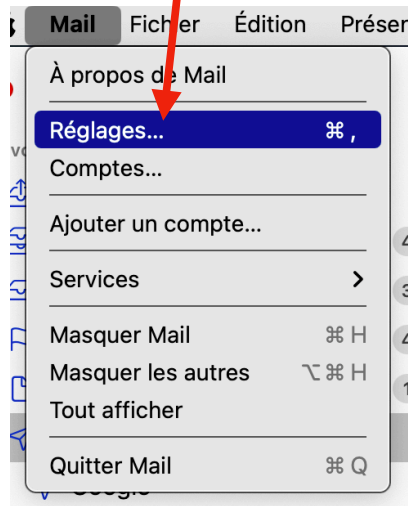 Mail Fichier Édition
À propos de Mail
Réglages... ⌘ ,
Comptes...
Ajouter un compte...
Services
Masquer Mail ⌘ H
Masquer les autres ⌥ ⌘ H
Tout afficher
Quitter Mail ⌘ Q